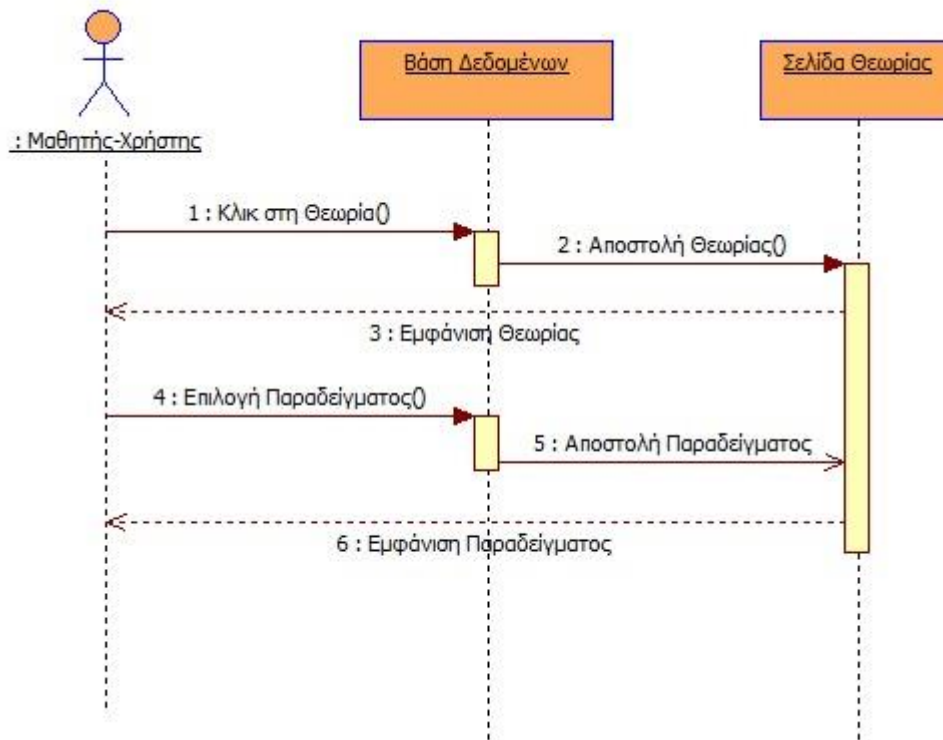 Βάση Δεδομένων
Σελίδα Θεωρίας
: Μαθητής-Χρήστης
1 : Κλικ στη Θεωρία()
2 : Αποστολή Θεωρίας()
3 : Εμφάνιση Θεωρίας
4 : Επιλογή Παραδείγματος()
5 : Αποστολή Παραδείγματος
6 : Εμφάνιση Παραδείγματος